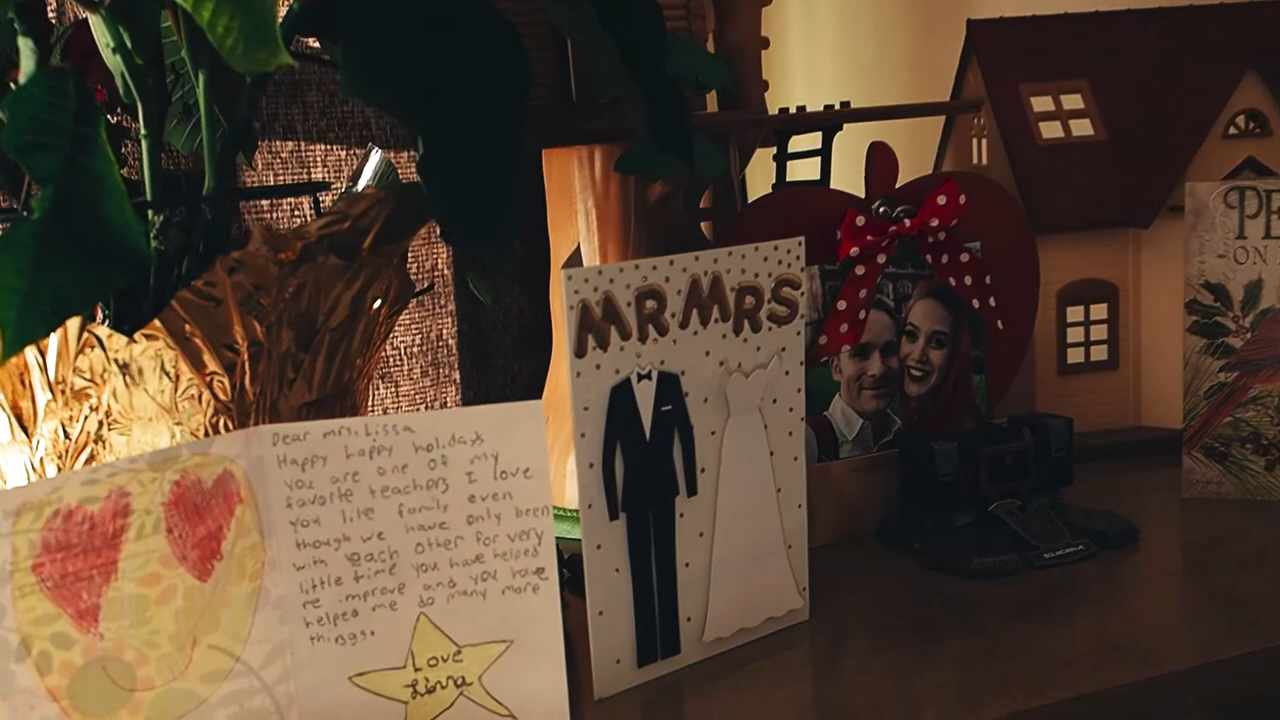 Dear mrs. Lissa
Happy happy holidays
you are one of my
favorite teachers I love
you like family even
though we have only been
with each other for very
little time you have helped
me improve and you have
helped me do many more
things.
Love
MR MRS
PE
ON